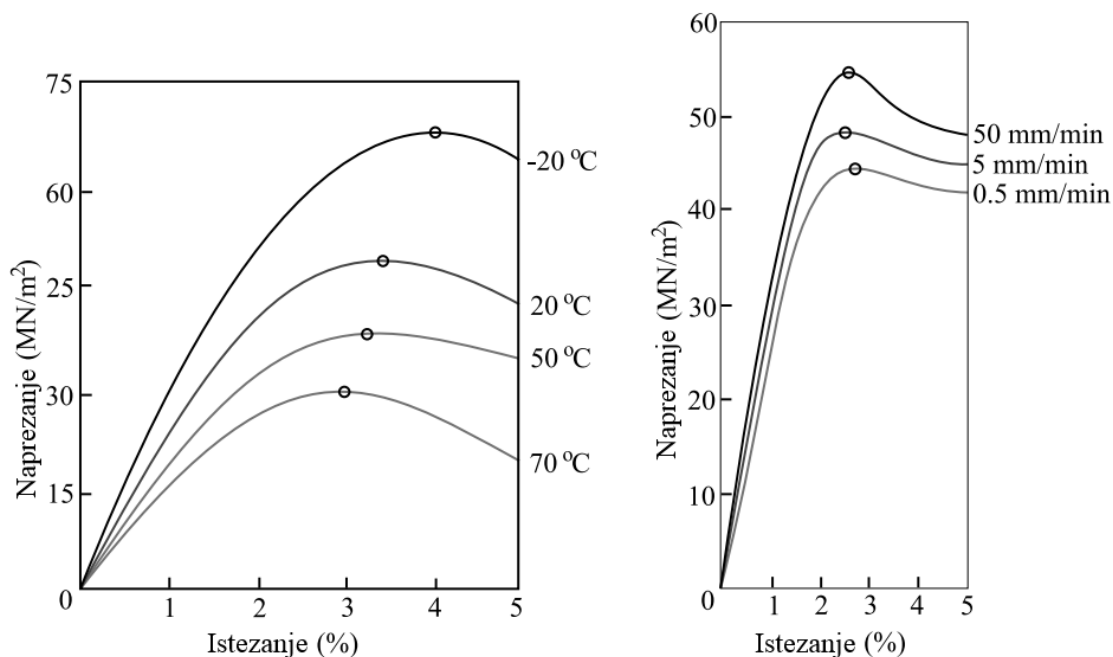 75
60
25
30
15
0
1
2
3
4
5
Naprezanje (MN/m²)
Istezanje (%)
-20 °C
20 °C
50 °C
70 °C
60
50
40
30
20
10
0
1
2
3
4
5
Naprezanje (MN/m²)
Istezanje (%)
50 mm/min
5 mm/min
0.5 mm/min